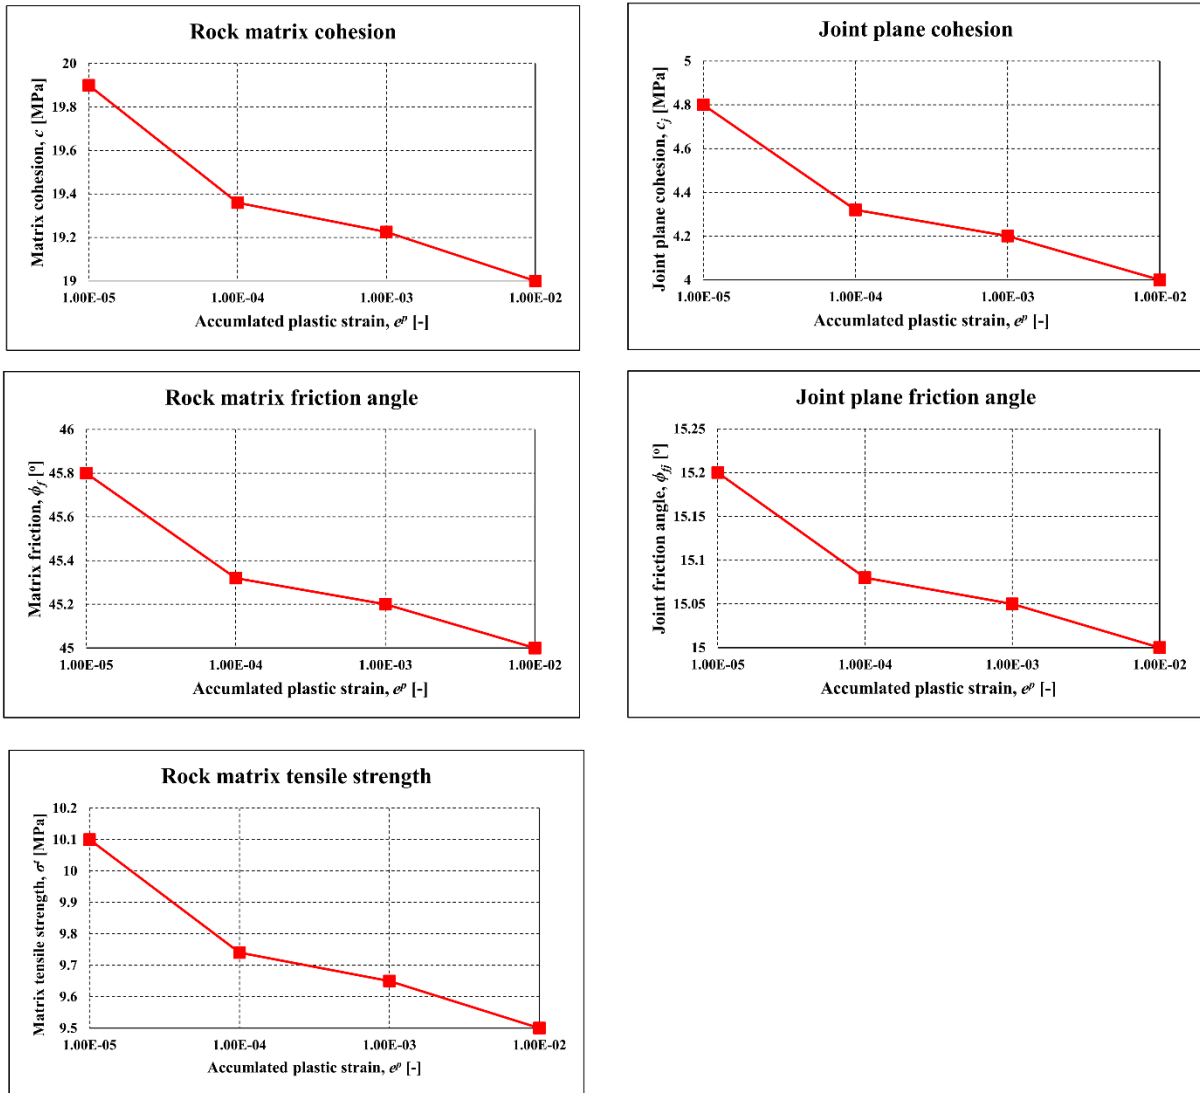 Rock matrix cohesion
Matrix cohesion, c [MPa]
20
19.8
19.6
19.4
19.2
19
1.00E-05 1.00E-04 1.00E-03 1.00E-02
Accumlated plastic strain, e^p [-]
Joint plane cohesion
Joint plane cohesion, c_j [MPa]
5
4.8
4.6
4.4
4.2
4
1.00E-05 1.00E-04 1.00E-03 1.00E-02
Accumlated plastic strain, e^p [-]
Rock matrix friction angle
Matrix friction, ϕ_f [º]
46
45.8
45.6
45.4
45.2
45
1.00E-05 1.00E-04 1.00E-03 1.00E-02
Accumlated plastic strain, e^p [-]
Joint plane friction angle
Joint friction angle, ϕ_fj [º]
15.25
15.2
15.15
15.1
15.05
15
1.00E-05 1.00E-04 1.00E-03 1.00E-02
Accumlated plastic strain, e^p [-]
Rock matrix tensile strength
Matrix tensile strength, σ^t [MPa]
10.2
10.1
10
9.9
9.8
9.7
9.6
9.5
1.00E-05 1.00E-04 1.00E-03 1.00E-02
Accumlated plastic strain, e^p [-]